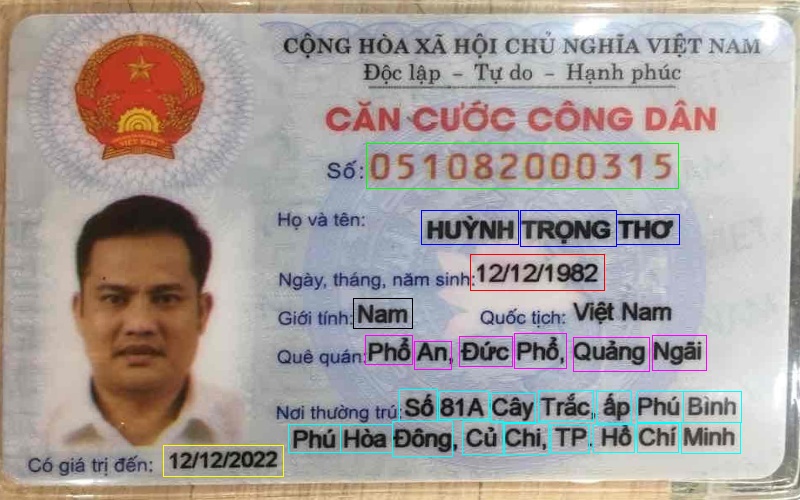 CỘNG HÒA XÃ HỘI CHỦ NGHĨA VIỆT NAM
Độc lập – Tự do – Hạnh phúc
CĂN CƯỚC CÔNG DÂN
Số: 051082000315
Họ và tên: HUỲNH TRỌNG THƠ
Ngày, tháng, năm sinh: 12/12/1982
Giới tính: Nam Quốc tịch: Việt Nam
Quê quán: Phổ An, Đức Phổ, Quảng Ngãi
Nơi thường trú: Số 81A Cây Trắc, ấp Phú Bình
Phú Hòa Đông, Củ Chi, TP. Hồ Chí Minh
Có giá trị đến: 12/12/2022
VIỆT NAM